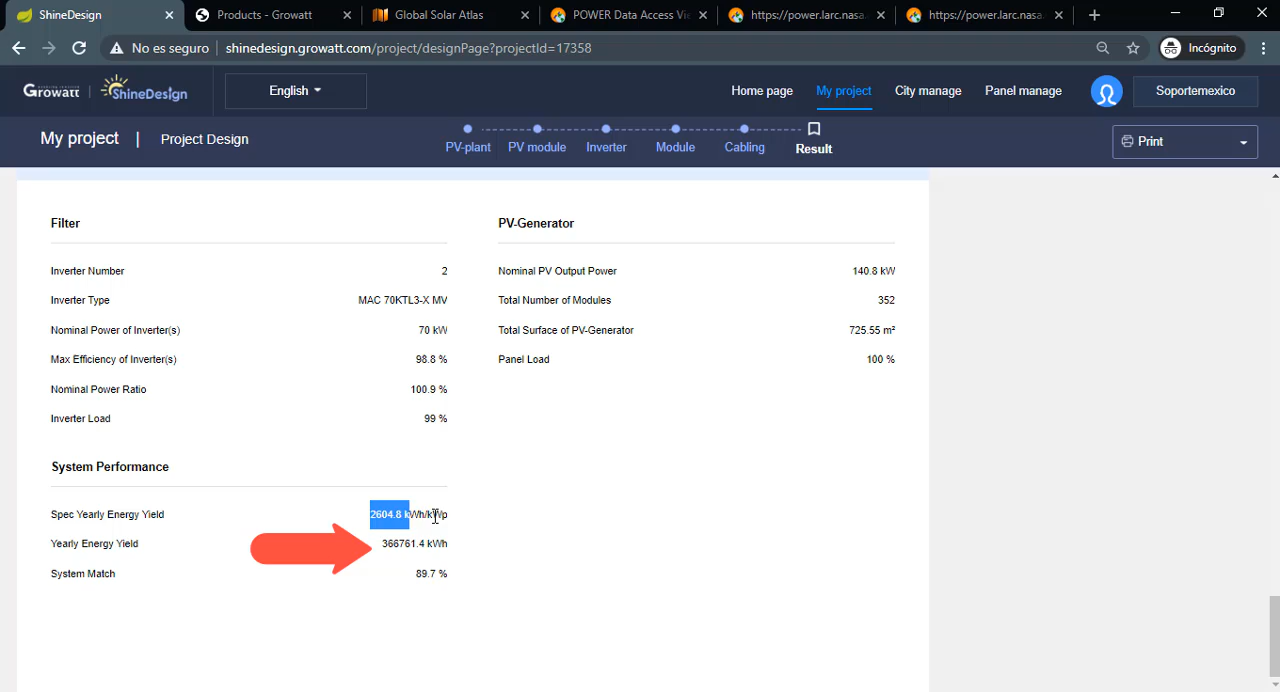 ShineDesign
Products - Growatt
Global Solar Atlas
POWER Data Access Vi
https://power.larc.nasa.
https://power.larc.nasa.
No es seguro
shinedesign.growatt.com/project/designPage?projectId=17358
Incógnito
Growatt
ShineDesign
English
Home page
My project
City manage
Panel manage
Soportemexico
My project | Project Design
PV-plant
PV module
Inverter
Module
Cabling
Result
Print
Filter
Inverter Number 2
Inverter Type MAC 70KTL3-X MV
Nominal Power of Inverter(s) 70 kW
Max Efficiency of Inverter(s) 98.8 %
Nominal Power Ratio 100.9 %
Inverter Load 99 %
PV-Generator
Nominal PV Output Power 140.8 kW
Total Number of Modules 352
Total Surface of PV-Generator 725.55 m²
Panel Load 100 %
System Performance
Spec Yearly Energy Yield 2604.8 kWh/kWp
Yearly Energy Yield 366761.4 kWh
System Match 89.7 %